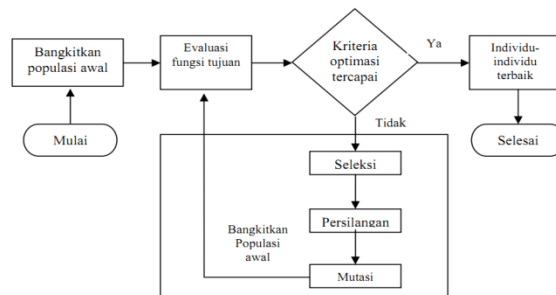 Bangkitkan
populasi awal
Evaluasi
fungsi tujuan
Kriteria
optimasi
tercapai
Ya
Individu-
individu
terbaik
Mulai
Tidak
Selesai
Seleksi
Persilangan
Bangkitkan
Populasi
awal
Mutasi